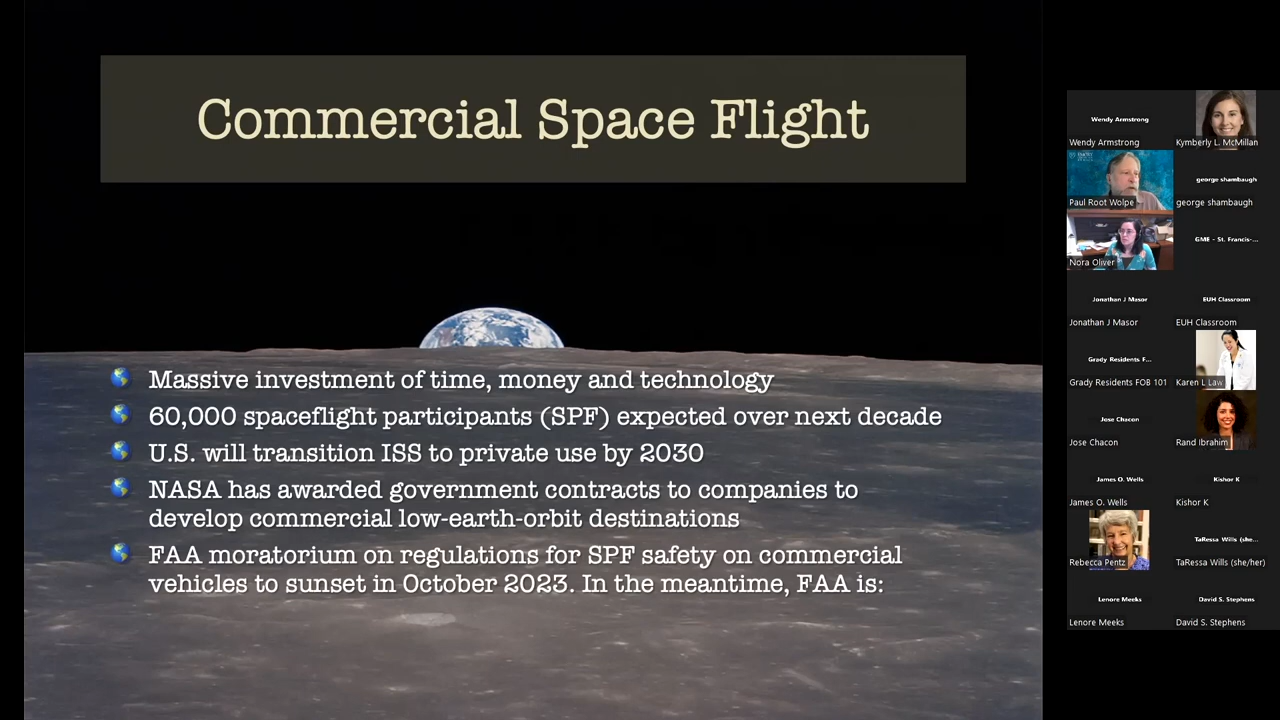 Commercial Space Flight
Massive investment of time, money and technology
60,000 spaceflight participants (SPF) expected over next decade
U.S. will transition ISS to private use by 2030
NASA has awarded government contracts to companies to
develop commercial low-earth-orbit destinations
FAA moratorium on regulations for SPF safety on commercial
vehicles to sunset in October 2023. In the meantime, FAA is:
Wendy Armstrong
Wendy Armstrong
Kymberly L. McMillan
Paul Root Wolpe
george shambaugh
george shambaugh
Nora Oliver
GME - St. Francis-...
Jonathan J Masor
Jonathan J Masor
EUH Classroom
EUH Classroom
Grady Residents F...
Grady Residents FOB 101
Karen L Law
Jose Chacon
Jose Chacon
Rand Ibrahim
James O. Wells
James O. Wells
Kishor K
Kishor K
Rebecca Pentz
TaRessa Wills (she...
TaRessa Wills (she/her)
Lenore Meeks
Lenore Meeks
David S. Stephens
David S. Stephens